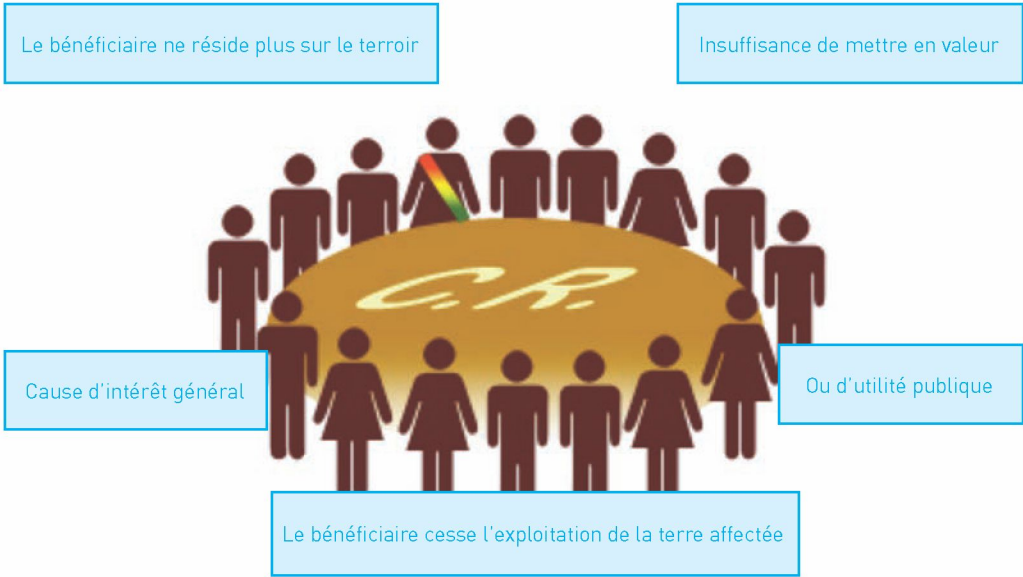 Le bénéficiaire ne réside plus sur le terroir
Insuffisance de mettre en valeur
C.R.
Cause d'intérêt général
Ou d'utilité publique
Le bénéficiaire cesse l'exploitation de la terre affectée